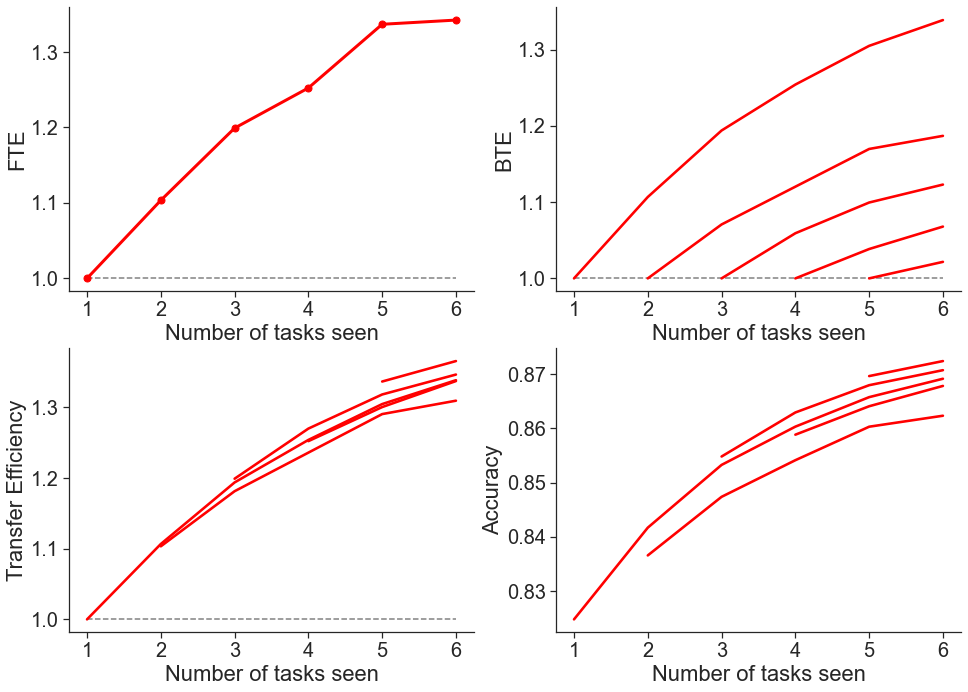 FTE
1.3
1.2
1.1
1.0
1 2 3 4 5 6
Number of tasks seen
BTE
1.3
1.2
1.1
1.0
1 2 3 4 5 6
Number of tasks seen
Transfer Efficiency
1.3
1.2
1.1
1.0
1 2 3 4 5 6
Number of tasks seen
Accuracy
0.87
0.86
0.85
0.84
0.83
1 2 3 4 5 6
Number of tasks seen